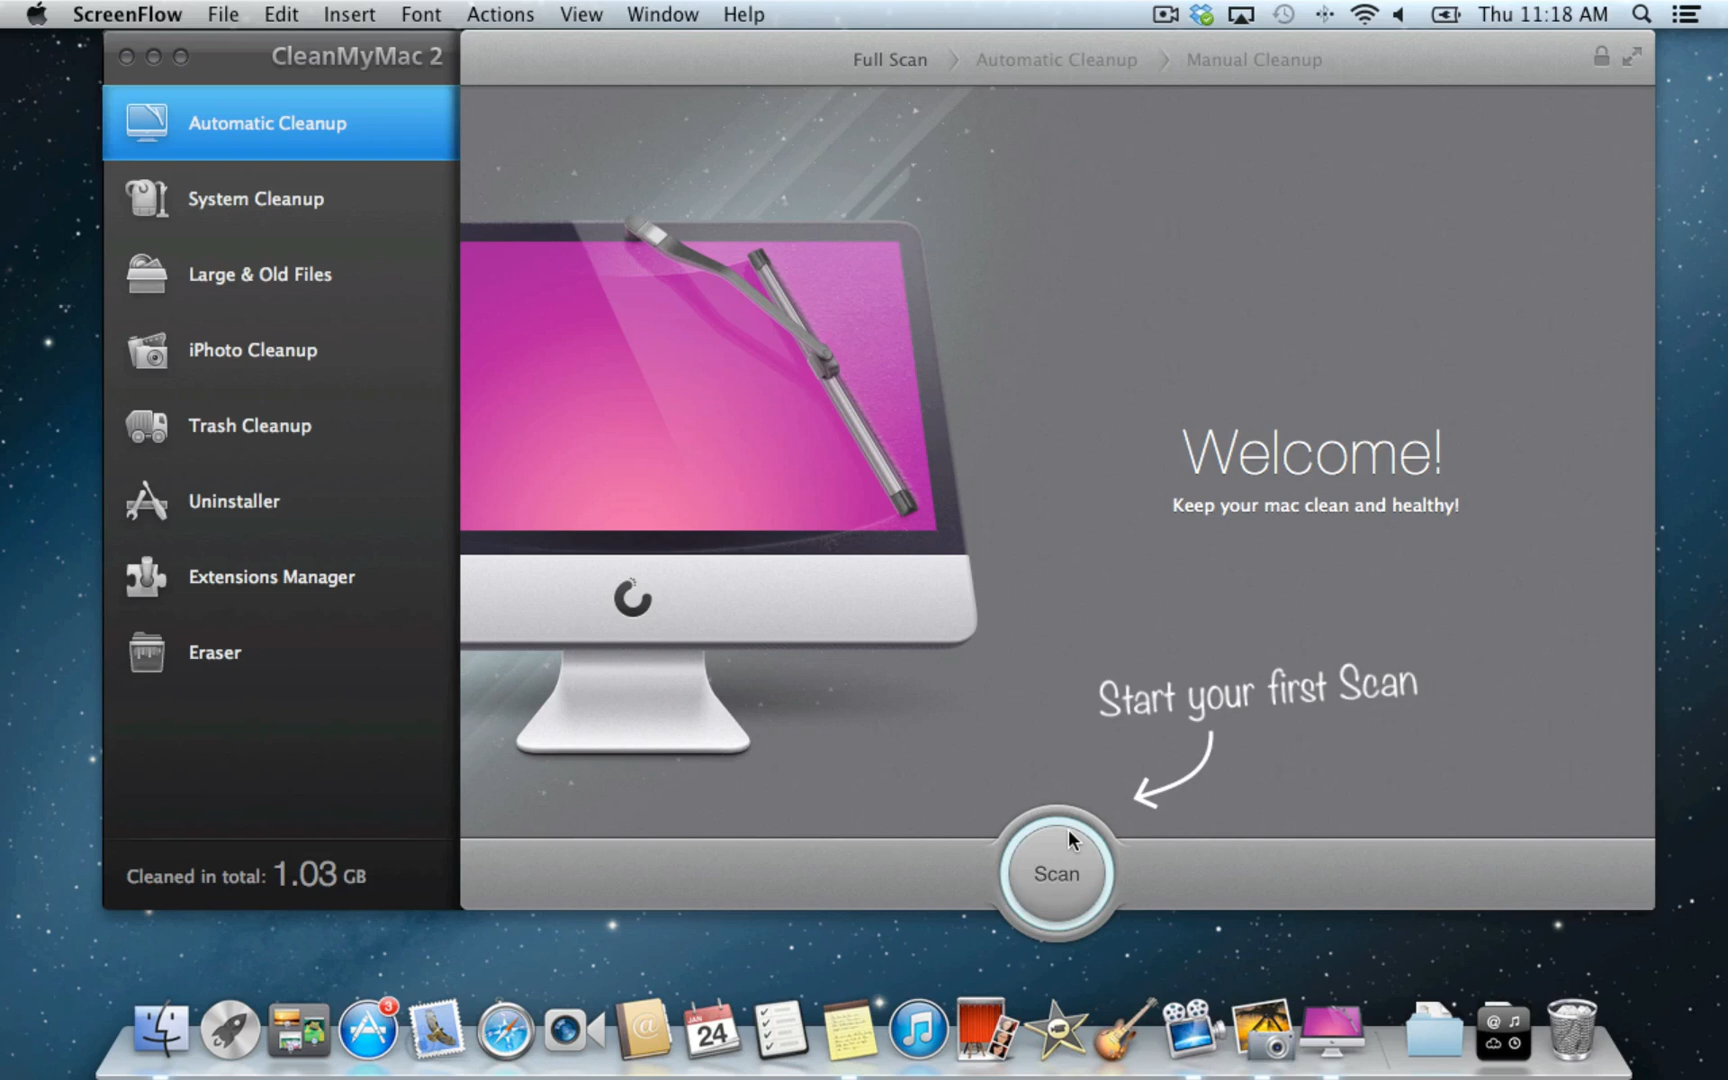 ScreenFlow File Edit Insert Font Actions View Window Help Thu 11:18 AM
CleanMyMac 2
Full Scan Automatic Cleanup Manual Cleanup
Automatic Cleanup
System Cleanup
Large & Old Files
iPhoto Cleanup
Trash Cleanup
Uninstaller
Extensions Manager
Eraser
Welcome!
Keep your mac clean and healthy!
Start your first Scan
Scan
Cleaned in total: 1.03 GB
3
JAN
24